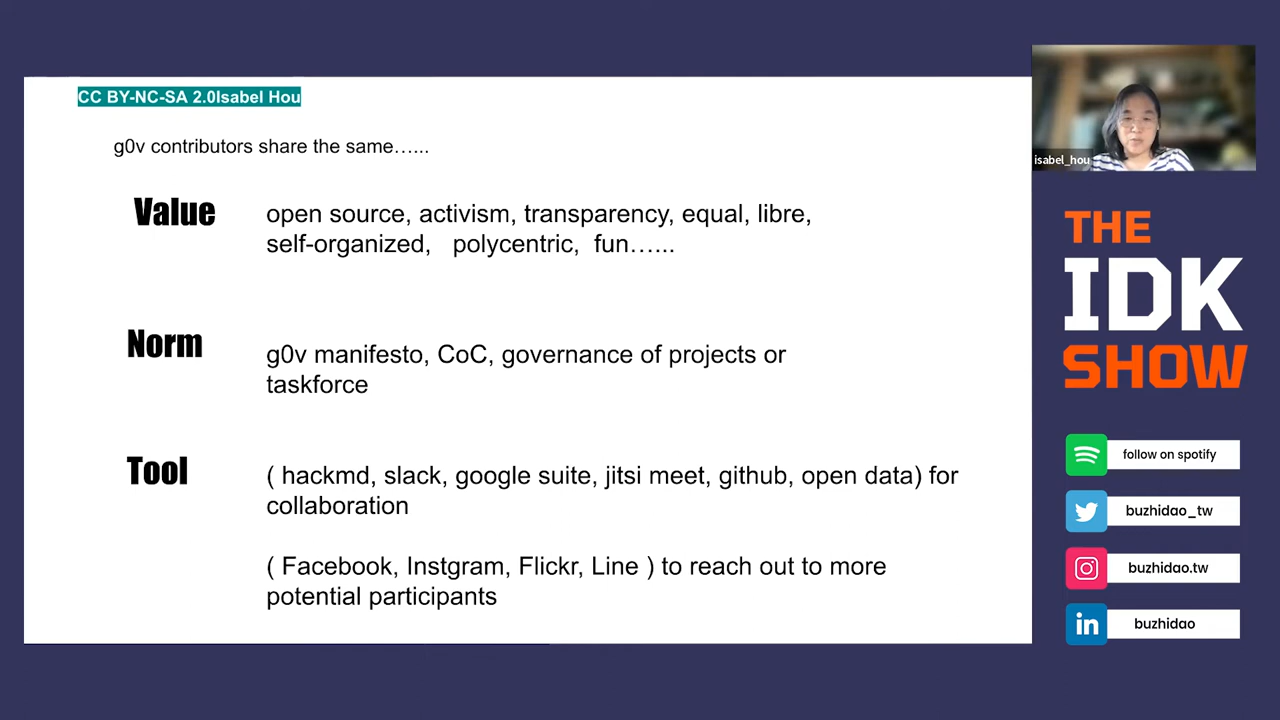 CC BY-NC-SA 2.0Isabel Hou
g0v contributors share the same…...
Value
open source, activism, transparency, equal, libre,
self-organized, polycentric, fun…...
Norm
g0v manifesto, CoC, governance of projects or
taskforce
Tool
( hackmd, slack, google suite, jitsi meet, github, open data) for
collaboration
( Facebook, Instgram, Flickr, Line ) to reach out to more
potential participants
isabel_hou
THE
IDK
SHOW
follow on spotify
buzhidao_tw
buzhidao.tw
in
buzhidao